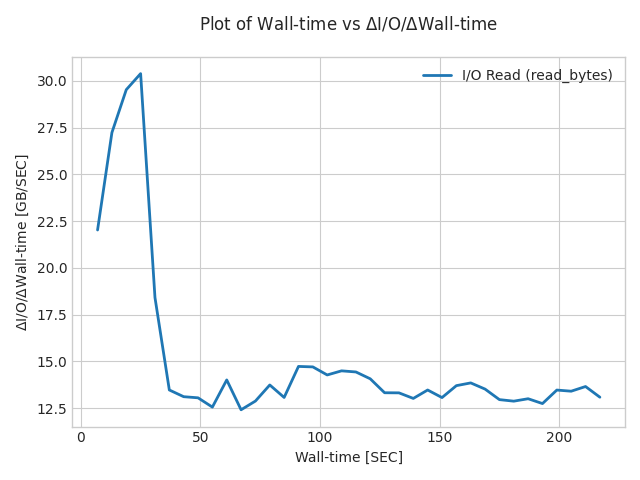 Plot of Wall-time vs ΔI/O/ΔWall-time
I/O Read (read_bytes)
ΔI/O/ΔWall-time [GB/SEC]
30.0
27.5
25.0
22.5
20.0
17.5
15.0
12.5
0 50 100 150 200
Wall-time [SEC]